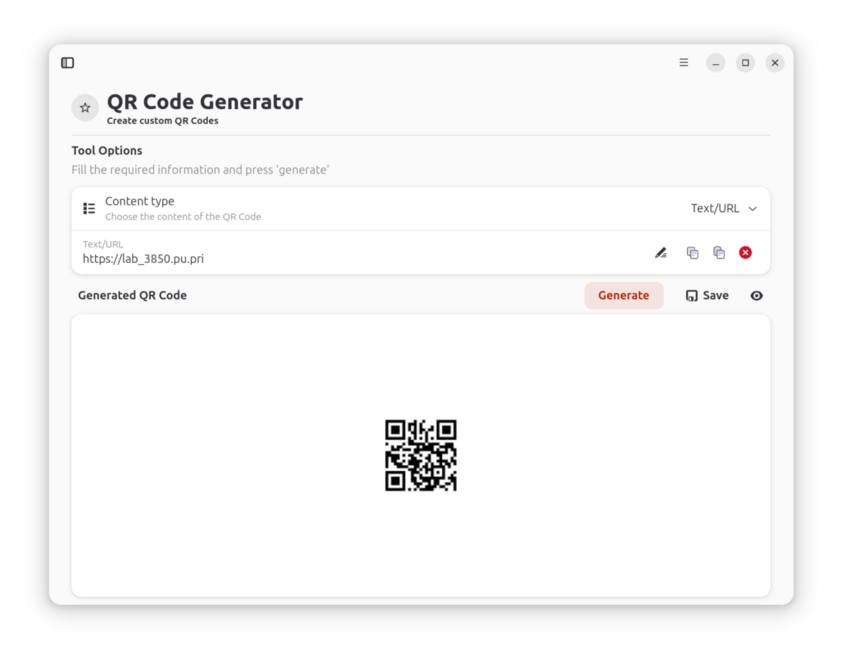 QR Code Generator
Create custom QR Codes
Tool Options
Fill the required information and press 'generate'
Content type
Choose the content of the QR Code
Text/URL
Text/URL
https://lab_3850.pu.pri
Generated QR Code
Generate
Save